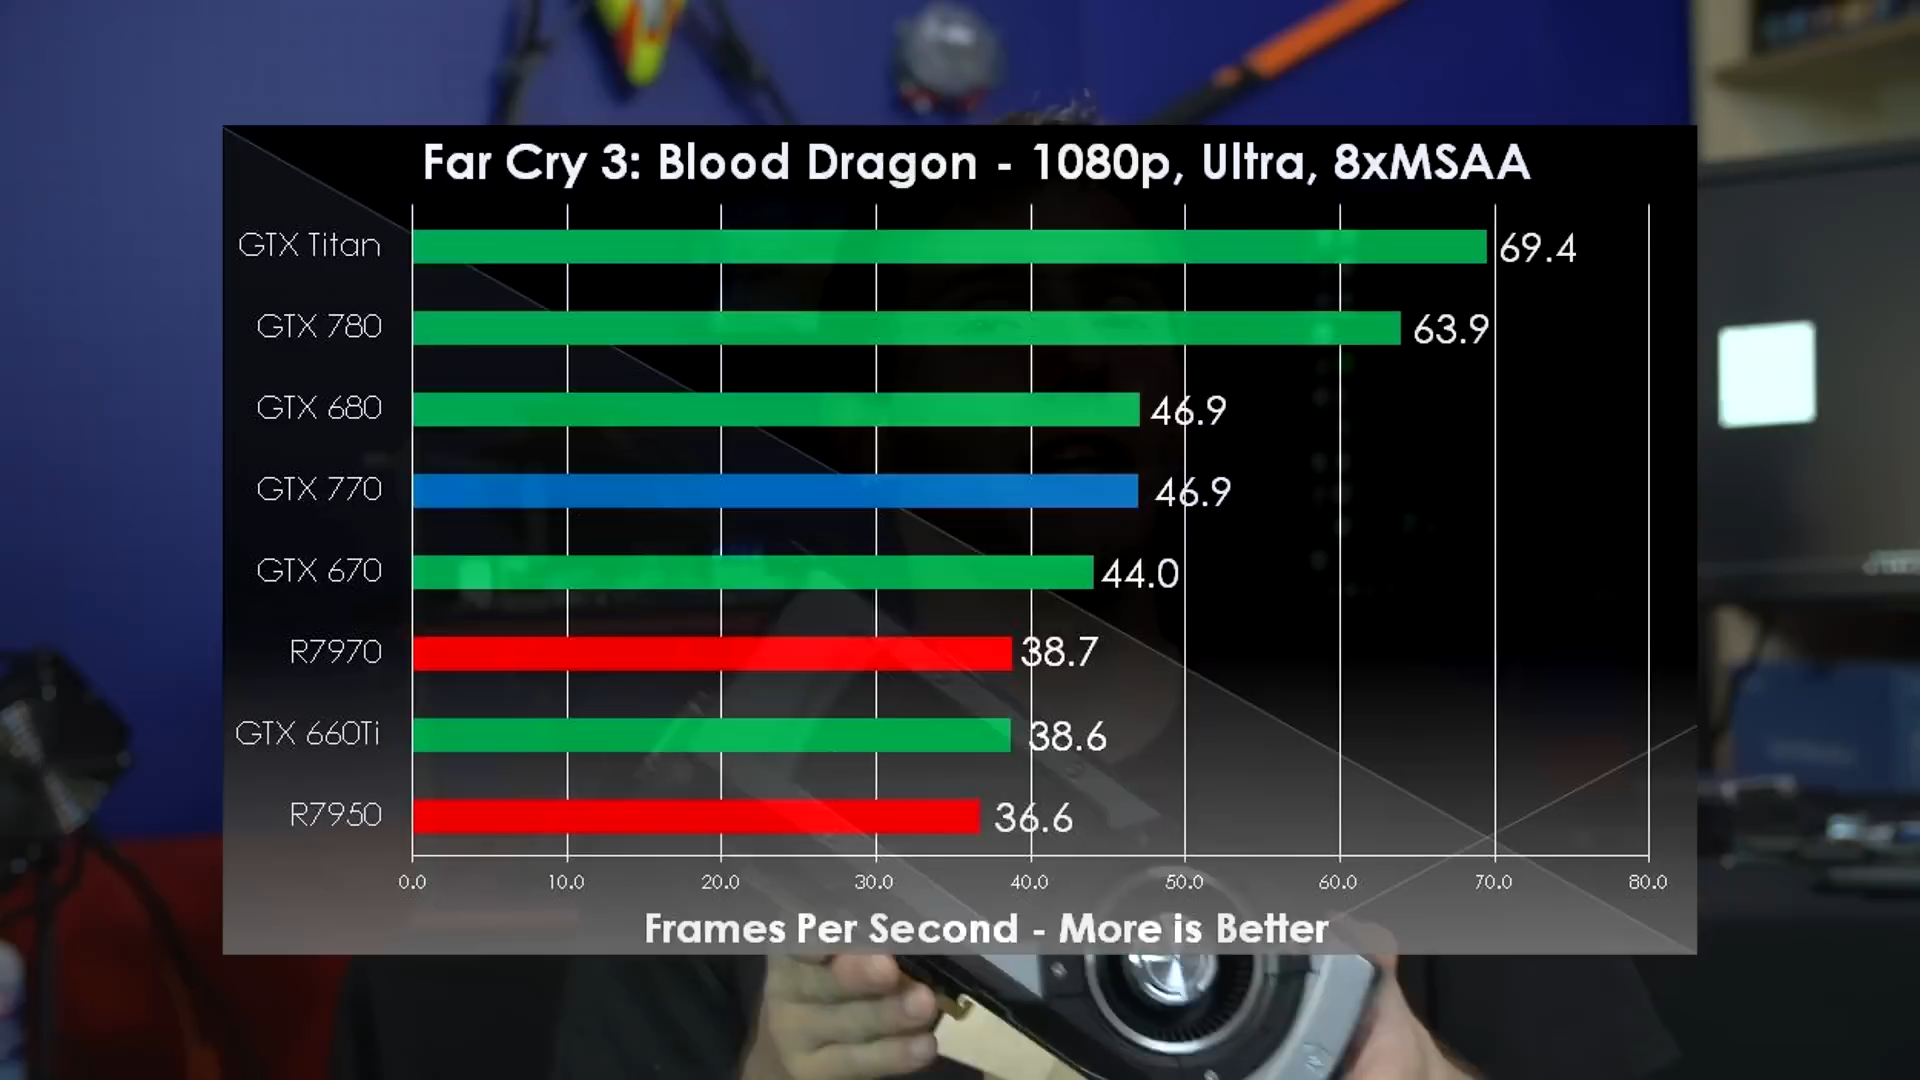 Far Cry 3: Blood Dragon - 1080p, Ultra, 8xMSAA
GTX Titan 69.4
GTX 780 63.9
GTX 680 46.9
GTX 770 46.9
GTX 670 44.0
R7970 38.7
GTX 660Ti 38.6
R7950 36.6
0.0 10.0 20.0 30.0 40.0 50.0 60.0 70.0 80.0
Frames Per Second - More is Better